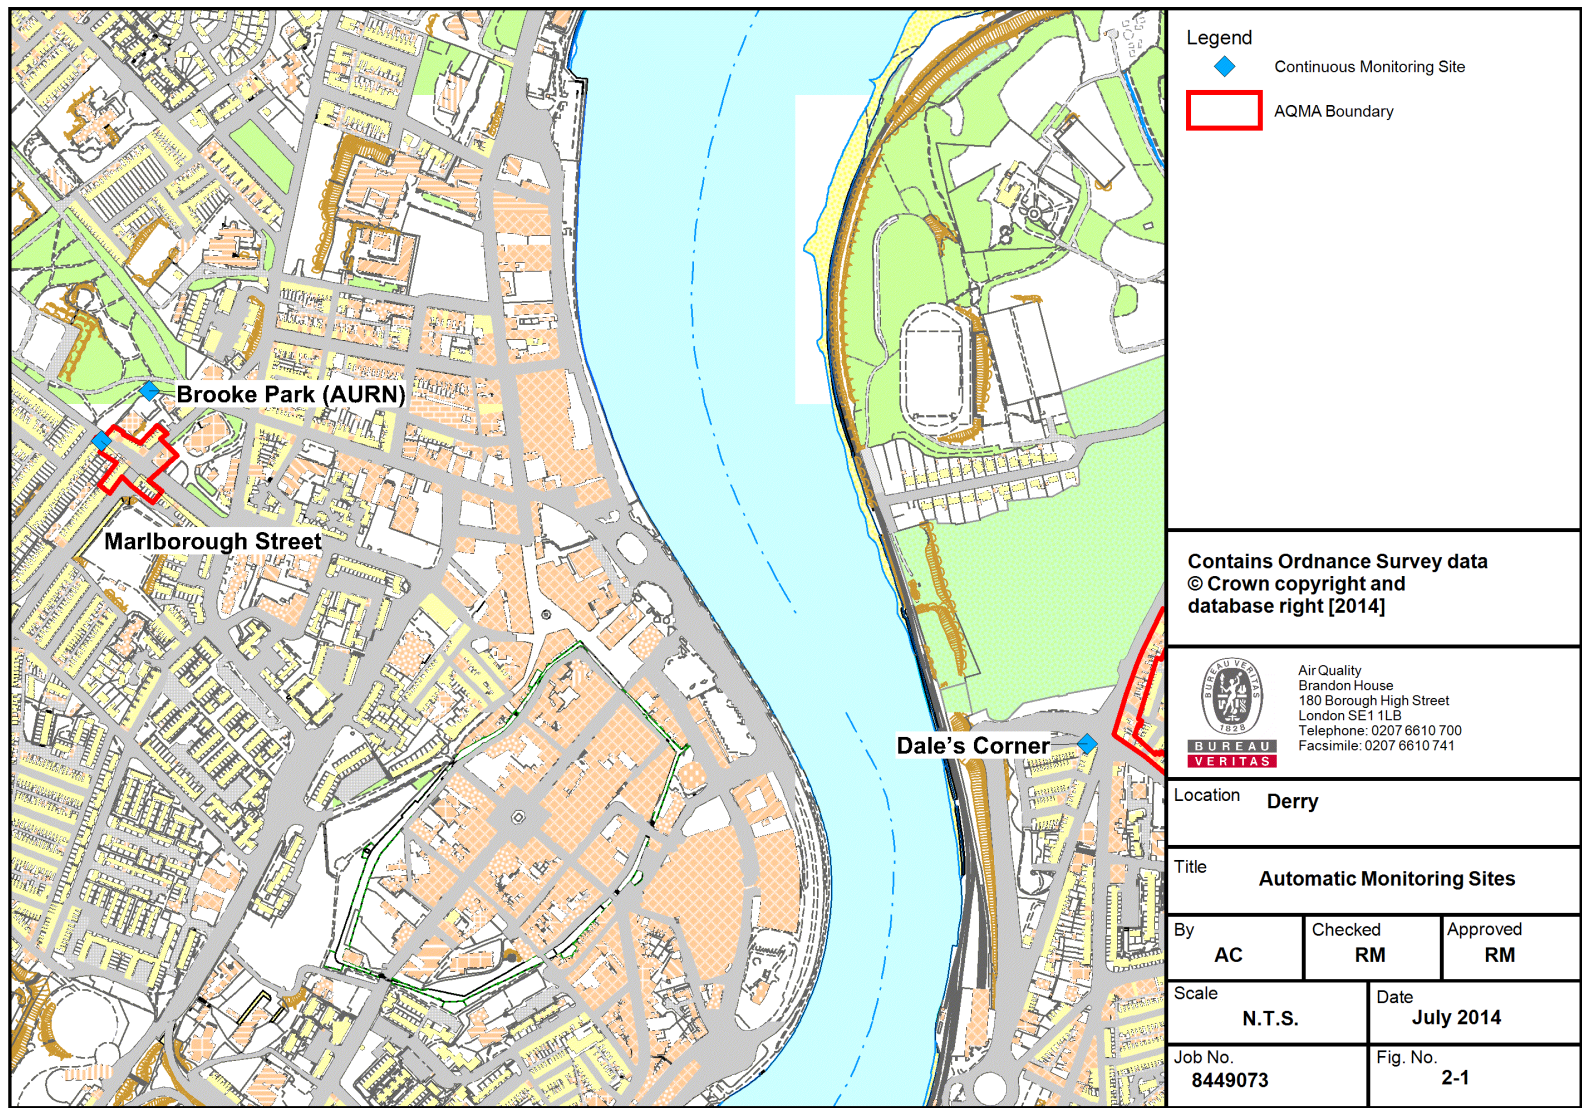 Brooke Park (AURN)
Marlborough Street
Dale's Corner
Legend
Continuous Monitoring Site
AQMA Boundary
Contains Ordnance Survey data
© Crown copyright and
database right [2014]
BUREAU VERITAS
1828
BUREAU
VERITAS
Air Quality
Brandon House
180 Borough High Street
London SE1 1LB
Telephone: 0207 6610 700
Facsimile: 0207 6610 741
Location Derry
Title Automatic Monitoring Sites
By Checked Approved
AC RM RM
Scale Date
N.T.S. July 2014
Job No. Fig. No.
8449073 2-1